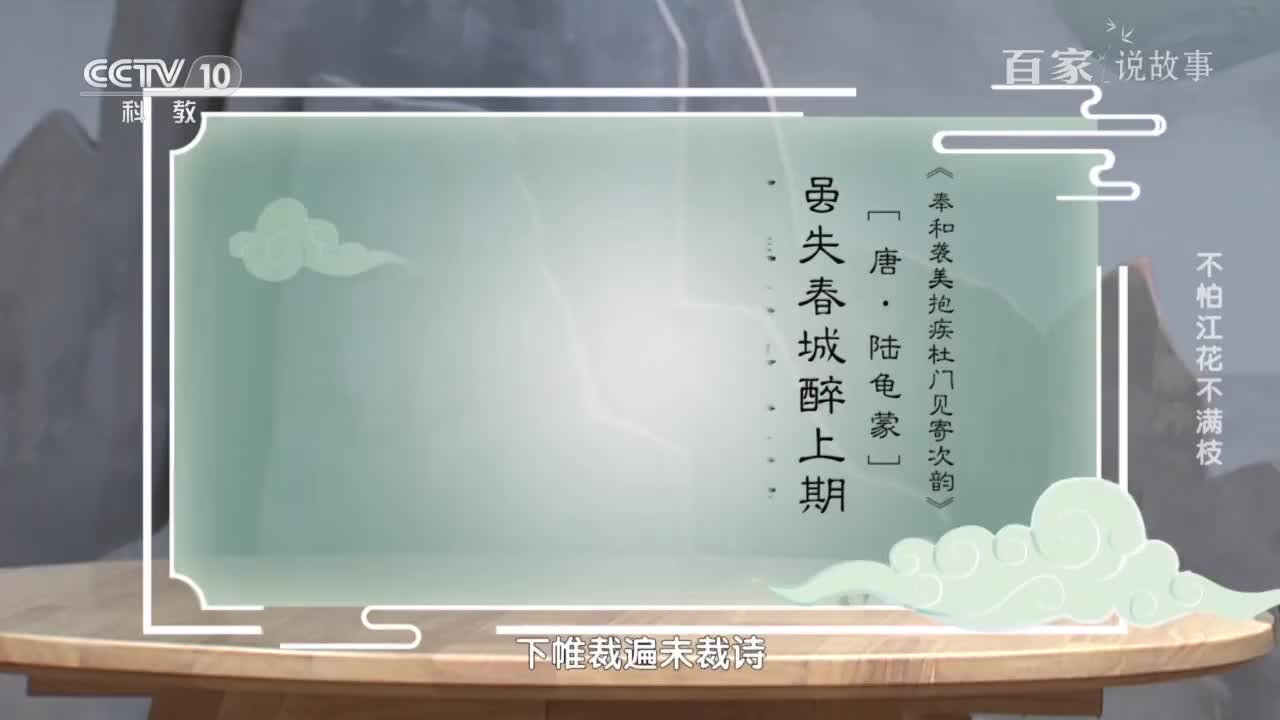 CCTV 10
科教
百家说故事
《奉和袭美抱疾杜门见寄次韵》
[唐·陆龟蒙]
虽失春城醉上期
不怕江花不满枝
下帷裁遍未裁诗